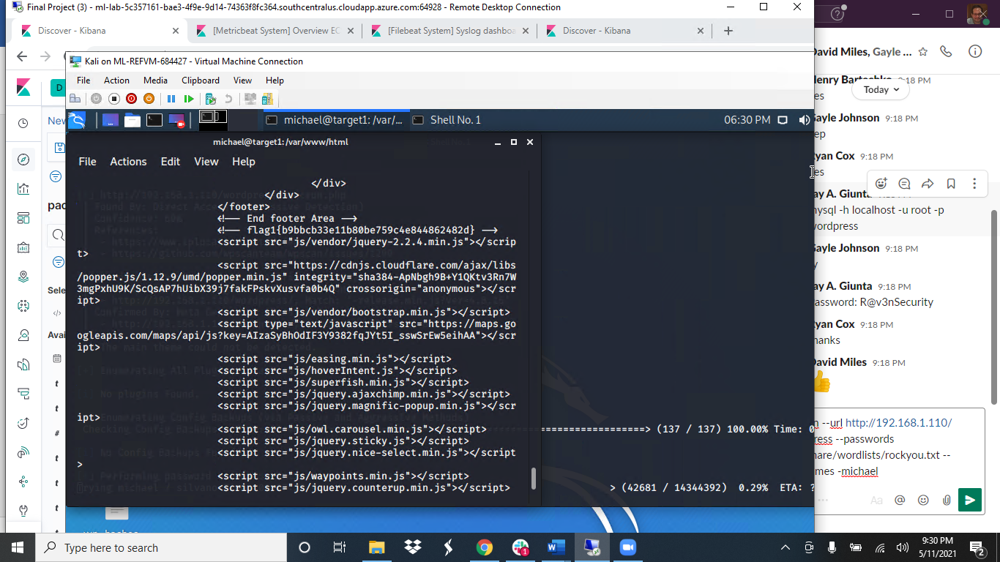 Final Project (3) - ml-lab-5c357161-bae3-4f9e-9d14-74363f8fc364.southcentralus.cloudapp.azure.com:64928 - Remote Desktop Connection
Discover - Kibana
[Metricbeat System] Overview EC
[Filebeat System] Syslog dashboa
Discover - Kibana
Kali on ML-REFVM-684427 - Virtual Machine Connection
File Action Media Clipboard View Help
D
New
pac
Sele
Avai
t
t
#
t
t
t
t
michael@target1: /var/...
Shell No. 1
06:30 PM
michael@target1: /var/www/html
File Actions Edit View Help
</div>
</div>
</footer>
<!-- End footer Area -->
<!-- flag1{b9bbcb33e11b80be759c4e844862482d} -->
<script src="js/vendor/jquery-2.2.4.min.js"></scrip
t>
<script src="https://cdnjs.cloudflare.com/ajax/libs
/popper.js/1.12.9/umd/popper.min.js" integrity="sha384-ApNbgh9B+Y1QKtv3Rn7W
3mgPxhU9K/ScQsAP7hUibX39j7fakFPskvXusvfa0b4Q" crossorigin="anonymous"></scr
ipt>
<script src="js/vendor/bootstrap.min.js"></script>
<script type="text/javascript" src="https://maps.go
ogleapis.com/maps/api/js?key=AIzaSyBhOdIF3Y9382fqJYt5I_sswSrEw5eihAA"></scr
ipt>
<script src="js/easing.min.js"></script>
<script src="js/hoverIntent.js"></script>
<script src="js/superfish.min.js"></script>
<script src="js/jquery.ajaxchimp.min.js"></script>
<script src="js/jquery.magnific-popup.min.js"></scr
ipt>
<script src="js/owl.carousel.min.js"></script>
<script src="js/jquery.sticky.js"></script>
<script src="js/jquery.nice-select.min.js"></script
>
<script src="js/waypoints.min.js"></script>
<script src="js/jquery.counterup.min.js"></script>
=========================> (137 / 137) 100.00% Time: 0
> (42681 / 14344392) 0.29% ETA: ?
David Miles, Gayle ...
Today
Henry 9:18 PM
es
Gayle Johnson 9:18 PM
ep
yan Cox 9:18 PM
es
ay A. Giunta
mysql -h localhost -u root -p
wordpress
Gayle Johnson 9:18 PM
y
ay A. Giunta 9:18 PM
assword: R@v3nSecurity
yan Cox 9:18 PM
hanks
David Miles 9:18 PM
n --url http://192.168.1.110/
ress --passwords
hare/wordlists/rockyou.txt --
mes -michael
Aa
Type here to search
9:30 PM
5/11/2021
1
2